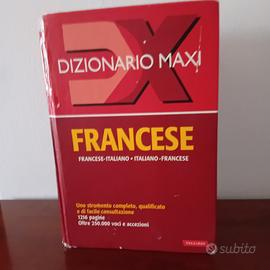 DX
DIZIONARIO MAXI
FRANCESE
FRANCESE-ITALIANO • ITALIANO-FRANCESE
Uno strumento completo, qualificato
e di facile consultazione
1216 pagine
Oltre 250.000 voci e accezioni
VALLARDI
subito